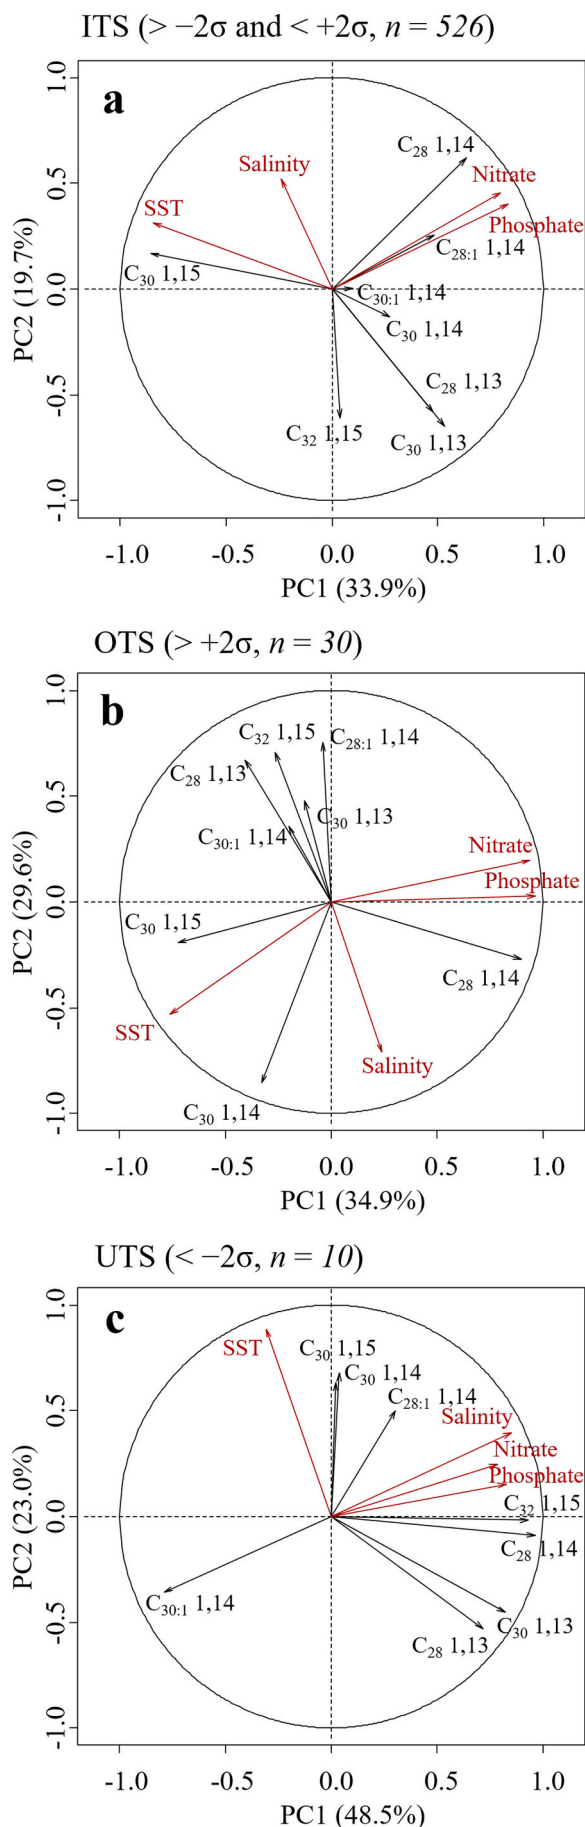 ITS (> −2σ and < +2σ, n = 526)
a
1.0
0.5
0.0
-0.5
-1.0
PC2 (19.7%)
C28 1,14
Salinity
Nitrate
SST
Phosphate
C28:1 1,14
C30 1,15
C30:1 1,14
C30 1,14
C28 1,13
C32 1,15
C30 1,13
-1.0 -0.5 0.0 0.5 1.0
PC1 (33.9%)
OTS (> +2σ, n = 30)
b
1.0
0.5
0.0
-0.5
-1.0
PC2 (29.6%)
C32 1,15
C28:1 1,14
C28 1,13
C30 1,13
C30:1 1,14
Nitrate
Phosphate
C30 1,15
C28 1,14
SST
Salinity
C30 1,14
-1.0 -0.5 0.0 0.5 1.0
PC1 (34.9%)
UTS (< −2σ, n = 10)
c
1.0
0.5
0.0
-0.5
-1.0
PC2 (23.0%)
SST
C30 1,15
C30 1,14
C28:1 1,14
Salinity
Nitrate
Phosphate
C32 1,15
C28 1,14
C30:1 1,14
C30 1,13
C28 1,13
-1.0 -0.5 0.0 0.5 1.0
PC1 (48.5%)